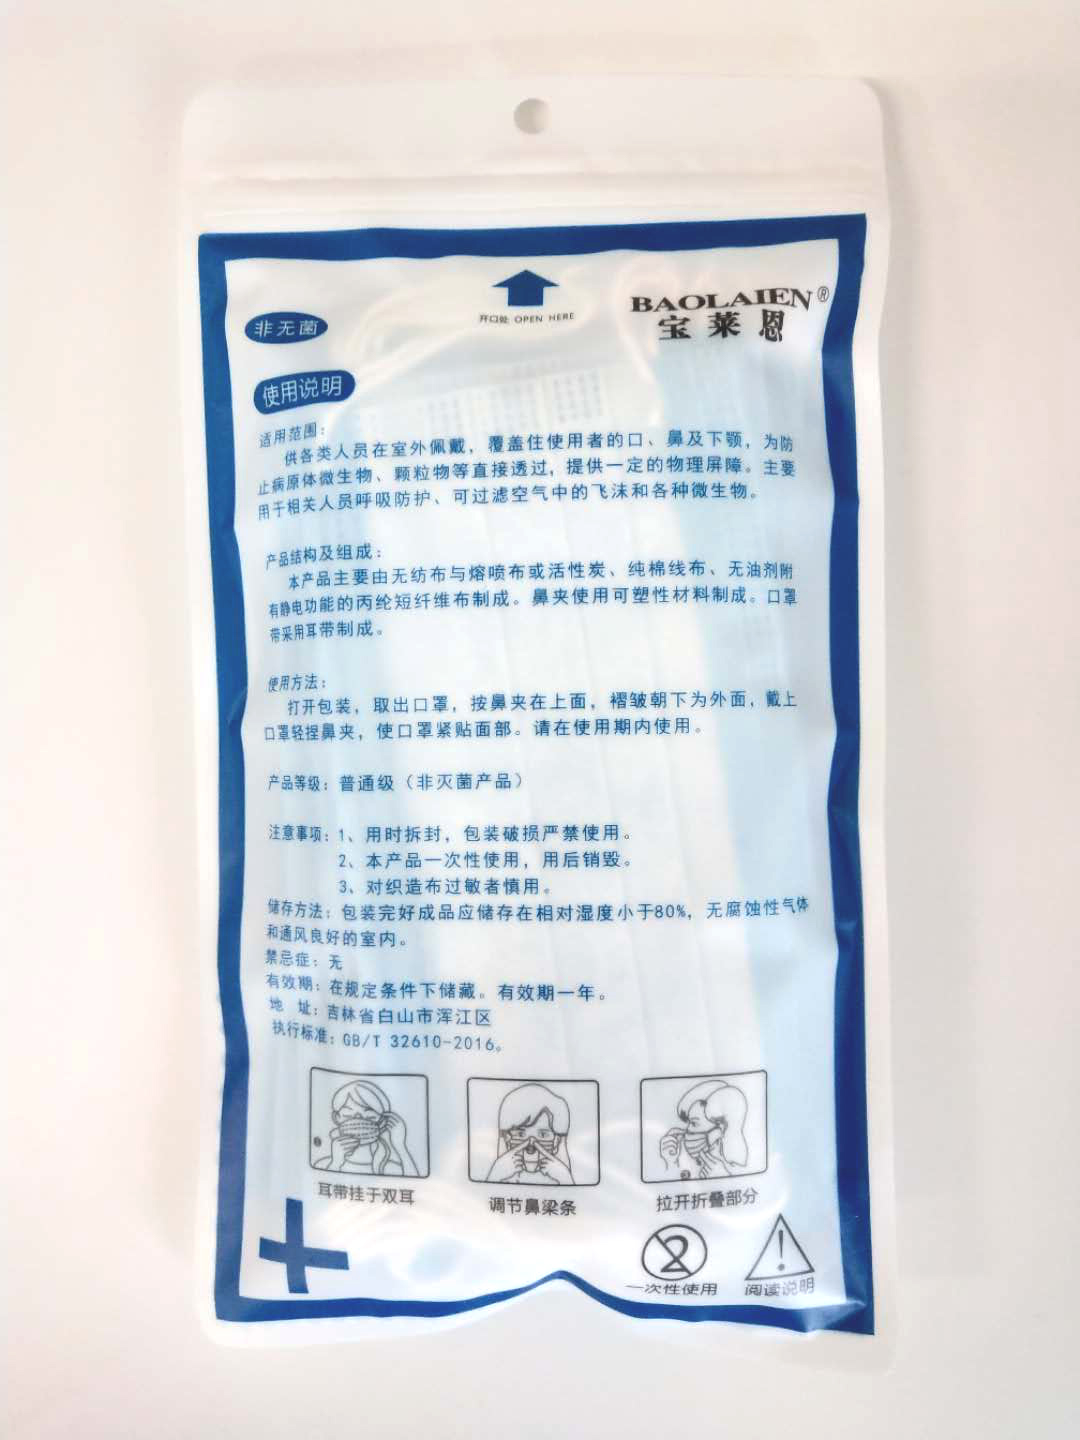 开口处 OPEN HERE
BAOLAIEN®
宝莱恩
非无菌
使用说明
适用范围：
供各类人员在室外佩戴，覆盖住使用者的口、鼻及下颚，为防
止病原体微生物、颗粒物等直接透过，提供一定的物理屏障。主要
用于相关人员呼吸防护、可过滤空气中的飞沫和各种微生物。
产品结构及组成：
本产品主要由无纺布与熔喷布或活性炭、纯棉线布、无油剂附
有静电功能的丙纶短纤维布制成。鼻夹使用可塑性材料制成。口罩
带采用耳带制成。
使用方法：
打开包装，取出口罩，按鼻夹在上面，褶皱朝下为外面，戴上
口罩轻捏鼻夹，使口罩紧贴面部。请在使用期内使用。
产品等级：普通级（非灭菌产品）
注意事项：1、用时拆封，包装破损严禁使用。
2、本产品一次性使用，用后销毁。
3、对织造布过敏者慎用。
储存方法：包装完好成品应储存在相对湿度小于80%，无腐蚀性气体
和通风良好的室内。
禁忌症：无
有效期：在规定条件下储藏。有效期一年。
地 址：吉林省白山市浑江区
执行标准：GB/T 32610-2016。
耳带挂于双耳
调节鼻梁条
拉开折叠部分
2
!
一次性使用
阅读说明